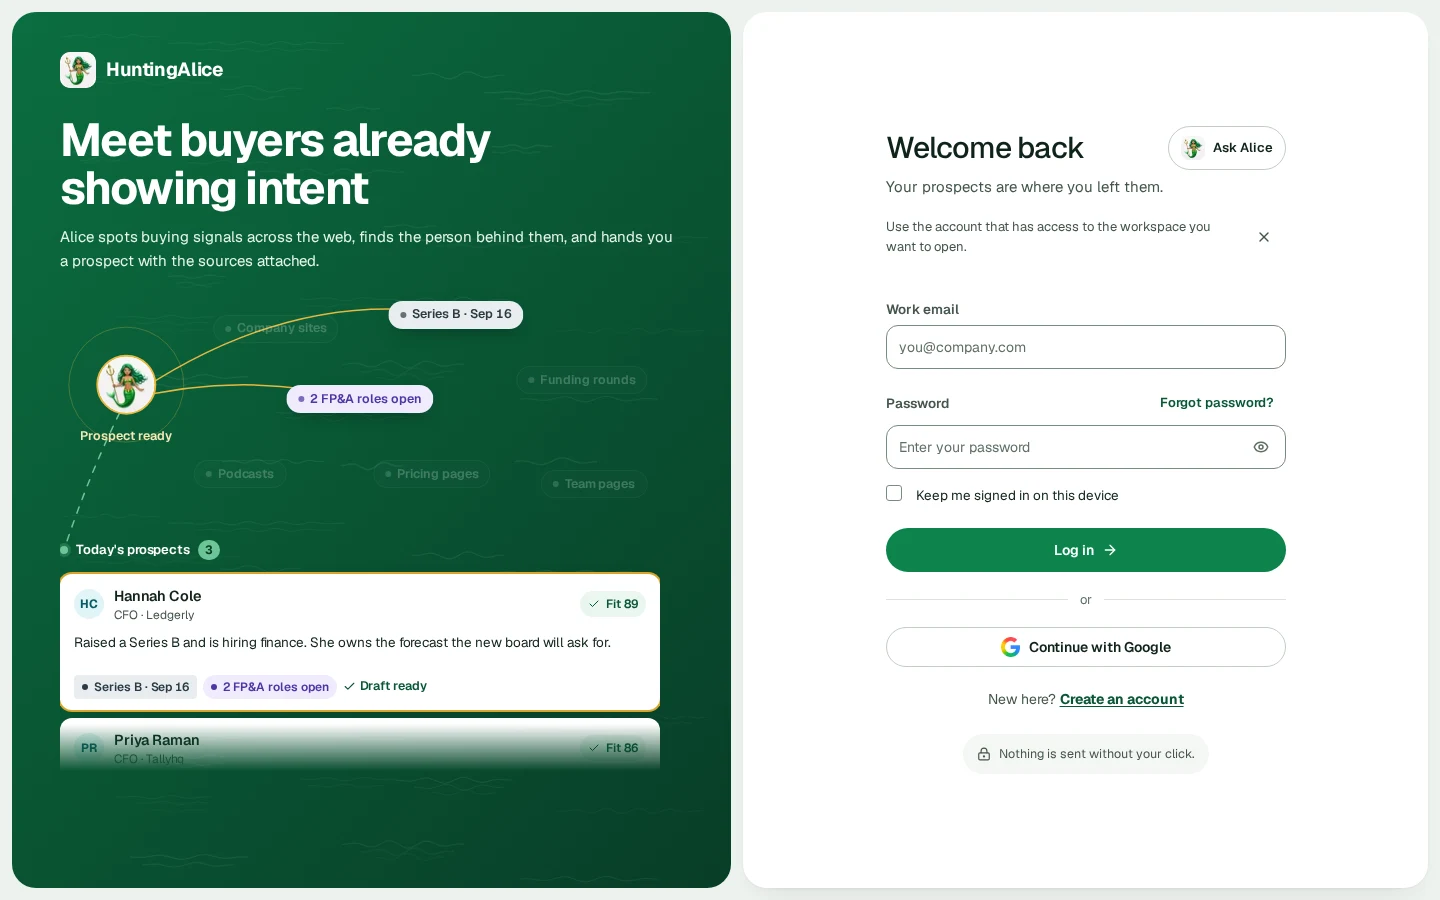 HuntingAlice
Meet buyers already
showing intent
Alice spots buying signals across the web, finds the person behind them, and hands you
a prospect with the sources attached.
Series B · Sep 16
Company sites
Funding rounds
2 FP&A roles open
Prospect ready
Podcasts
Pricing pages
Team pages
Today's prospects 3
HC
Hannah Cole
CFO · Ledgerly
Fit 89
Raised a Series B and is hiring finance. She owns the forecast the new board will ask for.
Series B · Sep 16
2 FP&A roles open
Draft ready
PR
Priya Raman
CFO · Tallyhq
Fit 86
Welcome back
Ask Alice
Your prospects are where you left them.
Use the account that has access to the workspace you
want to open.
Work email
you@company.com
Password
Forgot password?
Enter your password
Keep me signed in on this device
Log in
or
Continue with Google
New here? Create an account
Nothing is sent without your click.